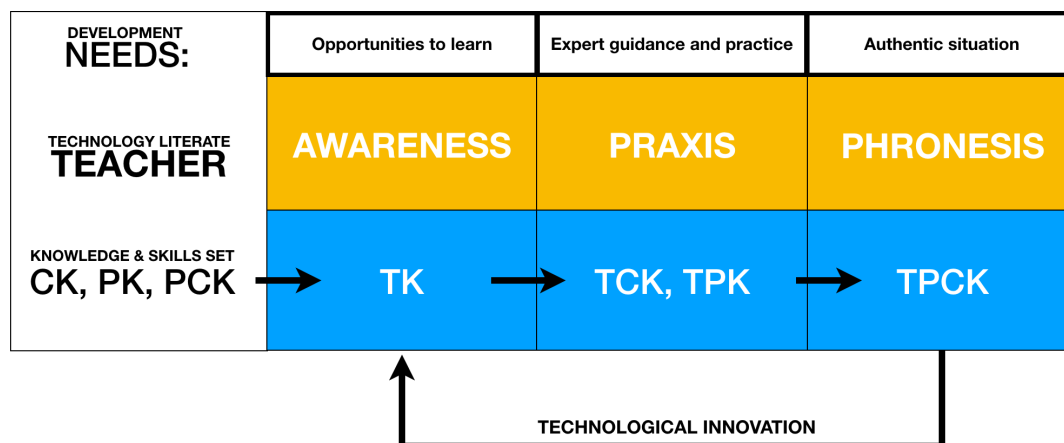 DEVELOPMENT
NEEDS:
Opportunities to learn
Expert guidance and practice
Authentic situation
TECHNOLOGY LITERATE
TEACHER
AWARENESS
PRAXIS
PHRONESIS
KNOWLEDGE & SKILLS SET
CK, PK, PCK
TK
TCK, TPK
TPCK
TECHNOLOGICAL INNOVATION